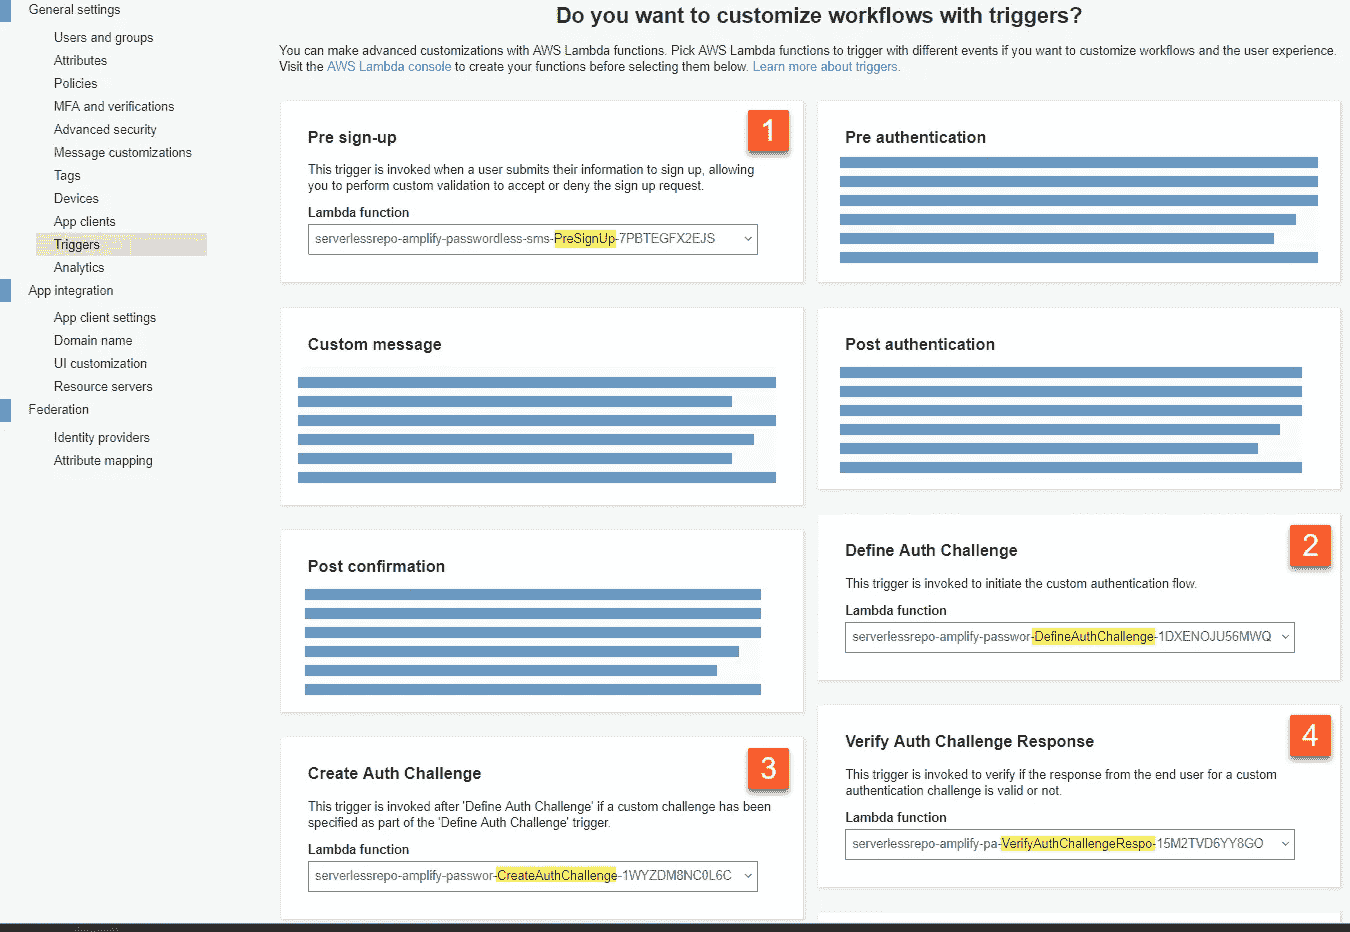 General settings
Users and groups
Attributes
Policies
MFA and verifications
Advanced security
Message customizations
Tags
Devices
App clients
Triggers
Analytics
App integration
App client settings
Domain name
UI customization
Resource servers
Federation
Identity providers
Attribute mapping
Do you want to customize workflows with triggers?
You can make advanced customizations with AWS Lambda functions. Pick AWS Lambda functions to trigger with different events if you want to customize workflows and the user experience.
Visit the AWS Lambda console to create your functions before selecting them below. Learn more about triggers.
Pre sign-up
1
This trigger is invoked when a user submits their information to sign up, allowing
you to perform custom validation to accept or deny the sign up request.
Lambda function
serverlessrepo-amplify-passwordless-sms-PreSignUp-7PBTEGFX2EJS
Pre authentication
Custom message
Post authentication
Post confirmation
Define Auth Challenge
2
This trigger is invoked to initiate the custom authentication flow.
Lambda function
serverlessrepo-amplify-passwor-DefineAuthChallenge-1DXENOJU56MWQ
Create Auth Challenge
3
This trigger is invoked after 'Define Auth Challenge' if a custom challenge has been
specified as part of the 'Define Auth Challenge' trigger.
Lambda function
serverlessrepo-amplify-passwor-CreateAuthChallenge-1WYZDM8NC0L6C
Verify Auth Challenge Response
4
This trigger is invoked to verify if the response from the end user for a custom
authentication challenge is valid or not.
Lambda function
serverlessrepo-amplify-pa-VerifyAuthChallengeRespo-15M2TVD6YY8GO